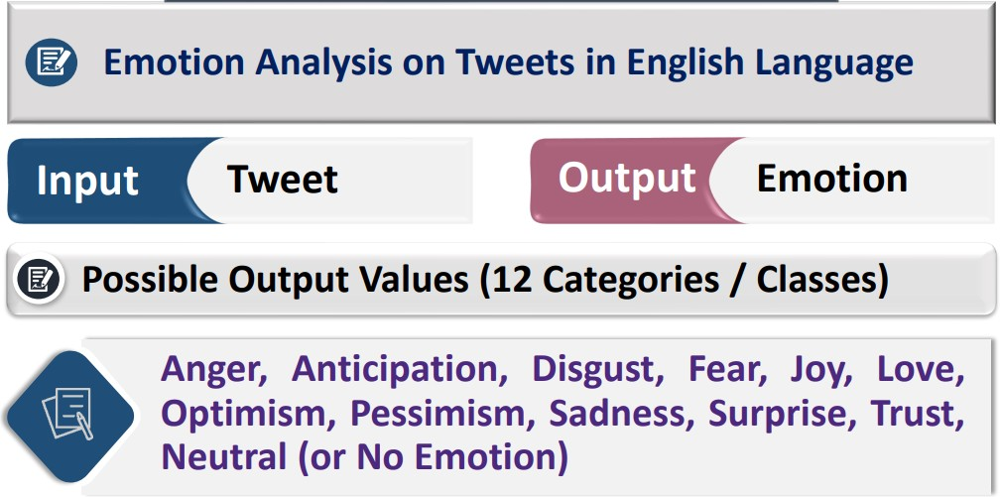 Emotion Analysis on Tweets in English Language
Input
Tweet
Output
Emotion
Possible Output Values (12 Categories / Classes)
Anger, Anticipation, Disgust, Fear, Joy, Love,
Optimism, Pessimism, Sadness, Surprise, Trust,
Neutral (or No Emotion)